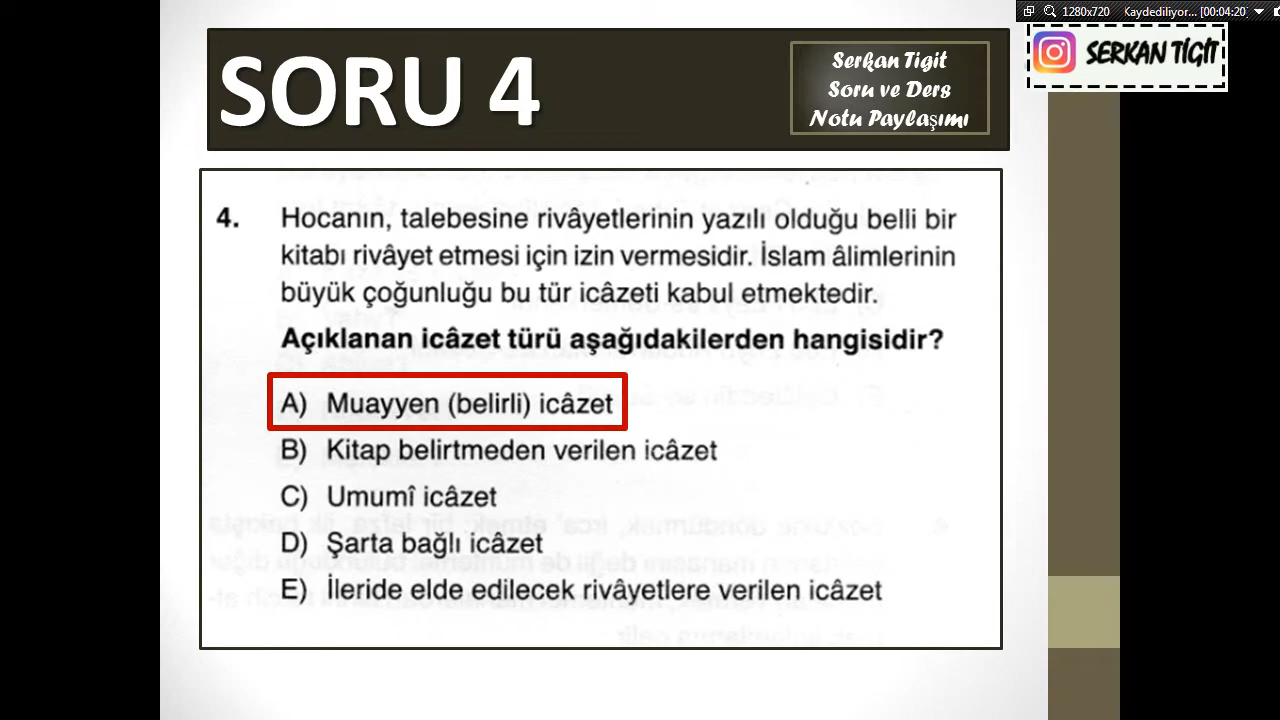 1280x720 Kaydediliyor... [00:04:20]
SERKAN TİGİT
SORU 4
Serkan Tigit
Soru ve Ders
Notu Paylaşımı
4. Hocanın, talebesine rivâyetlerinin yazılı olduğu belli bir
kitabı rivâyet etmesi için izin vermesidir. İslam âlimlerinin
büyük çoğunluğu bu tür icâzeti kabul etmektedir.
Açıklanan icâzet türü aşağıdakilerden hangisidir?
A) Muayyen (belirli) icâzet
B) Kitap belirtmeden verilen icâzet
C) Umumî icâzet
D) Şarta bağlı icâzet
E) İleride elde edilecek rivâyetlere verilen icâzet